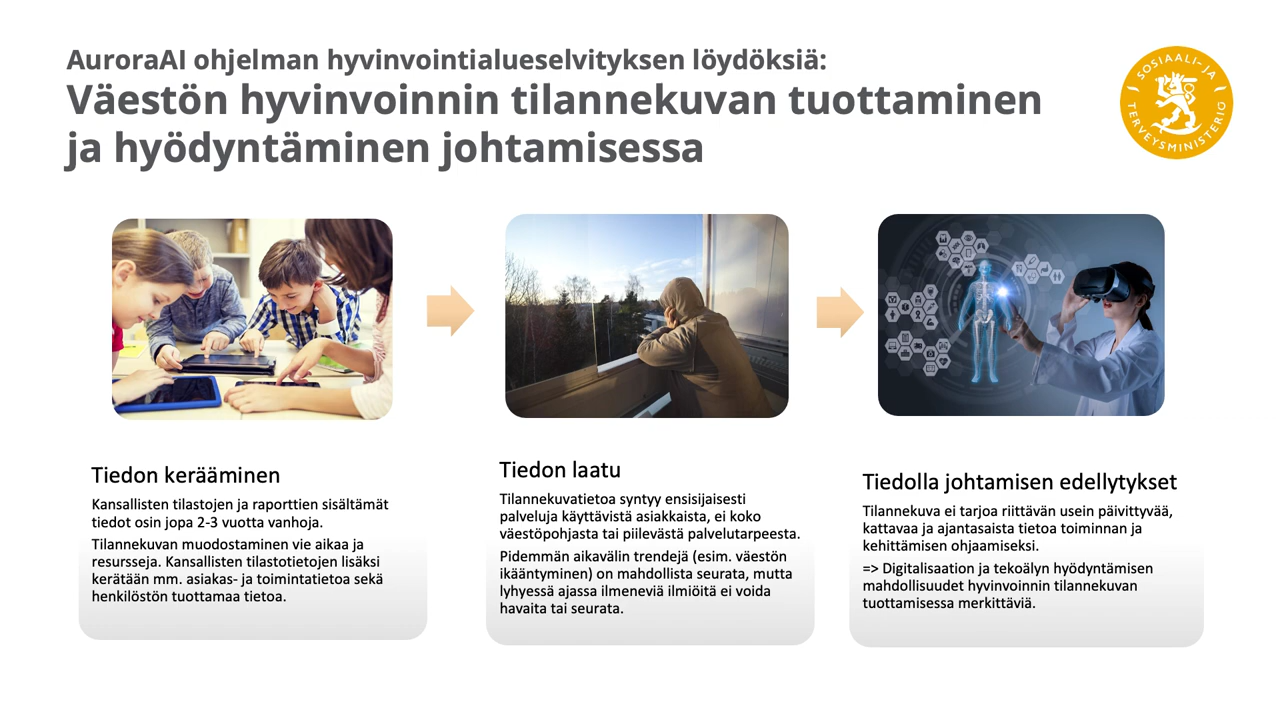 AuroraAI ohjelman hyvinvointialueselvityksen löydöksiä:
Väestön hyvinvoinnin tilannekuvan tuottaminen
ja hyödyntäminen johtamisessa
SOSIAALI- JA
TERVEYSMINISTERIÖ
Tiedon kerääminen
Kansallisten tilastojen ja raporttien sisältämät
tiedot osin jopa 2-3 vuotta vanhoja.
Tilannekuvan muodostaminen vie aikaa ja
resursseja. Kansallisten tilastotietojen lisäksi
kerätään mm. asiakas- ja toimintatietoa sekä
henkilöstön tuottamaa tietoa.
Tiedon laatu
Tilannekuvatietoa syntyy ensisijaisesti
palveluja käyttävistä asiakkaista, ei koko
väestöpohjasta tai piilevästä palvelutarpeesta.
Pidemmän aikavälin trendejä (esim. väestön
ikääntyminen) on mahdollista seurata, mutta
lyhyessä ajassa ilmeneviä ilmiöitä ei voida
havaita tai seurata.
Tiedolla johtamisen edellytykset
Tilannekuva ei tarjoa riittävän usein päivittyvää,
kattavaa ja ajantasaista tietoa toiminnan ja
kehittämisen ohjaamiseksi.
=> Digitalisaation ja tekoälyn hyödyntämisen
mahdollisuudet hyvinvoinnin tilannekuvan
tuottamisessa merkittäviä.